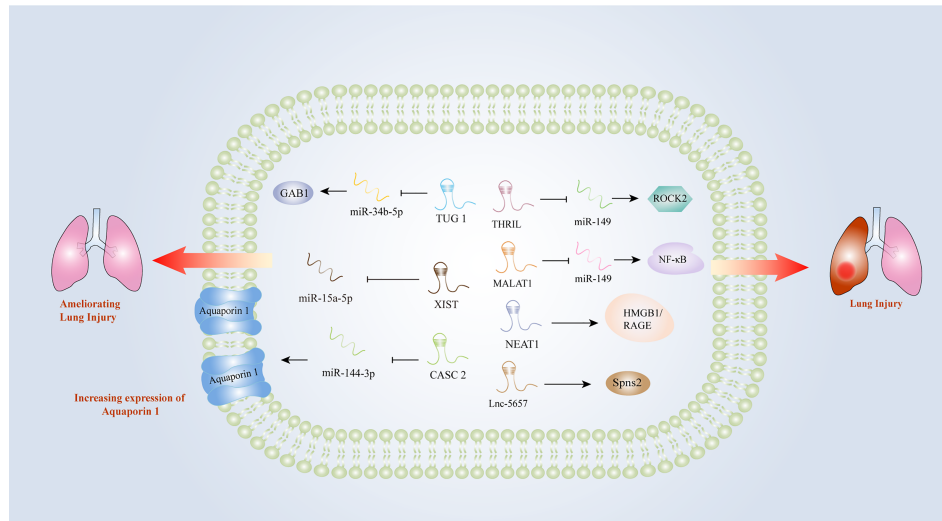 GAB1
miR-34b-5p
TUG 1
THRIL
miR-149
ROCK2
miR-15a-5p
XIST
MALAT1
miR-149
NF-κB
Ameliorating
Lung Injury
Lung Injury
Aquaporin 1
Aquaporin 1
miR-144-3p
CASC 2
NEAT1
HMGB1/
RAGE
Lnc-5657
Spns2
Increasing expression of
Aquaporin 1